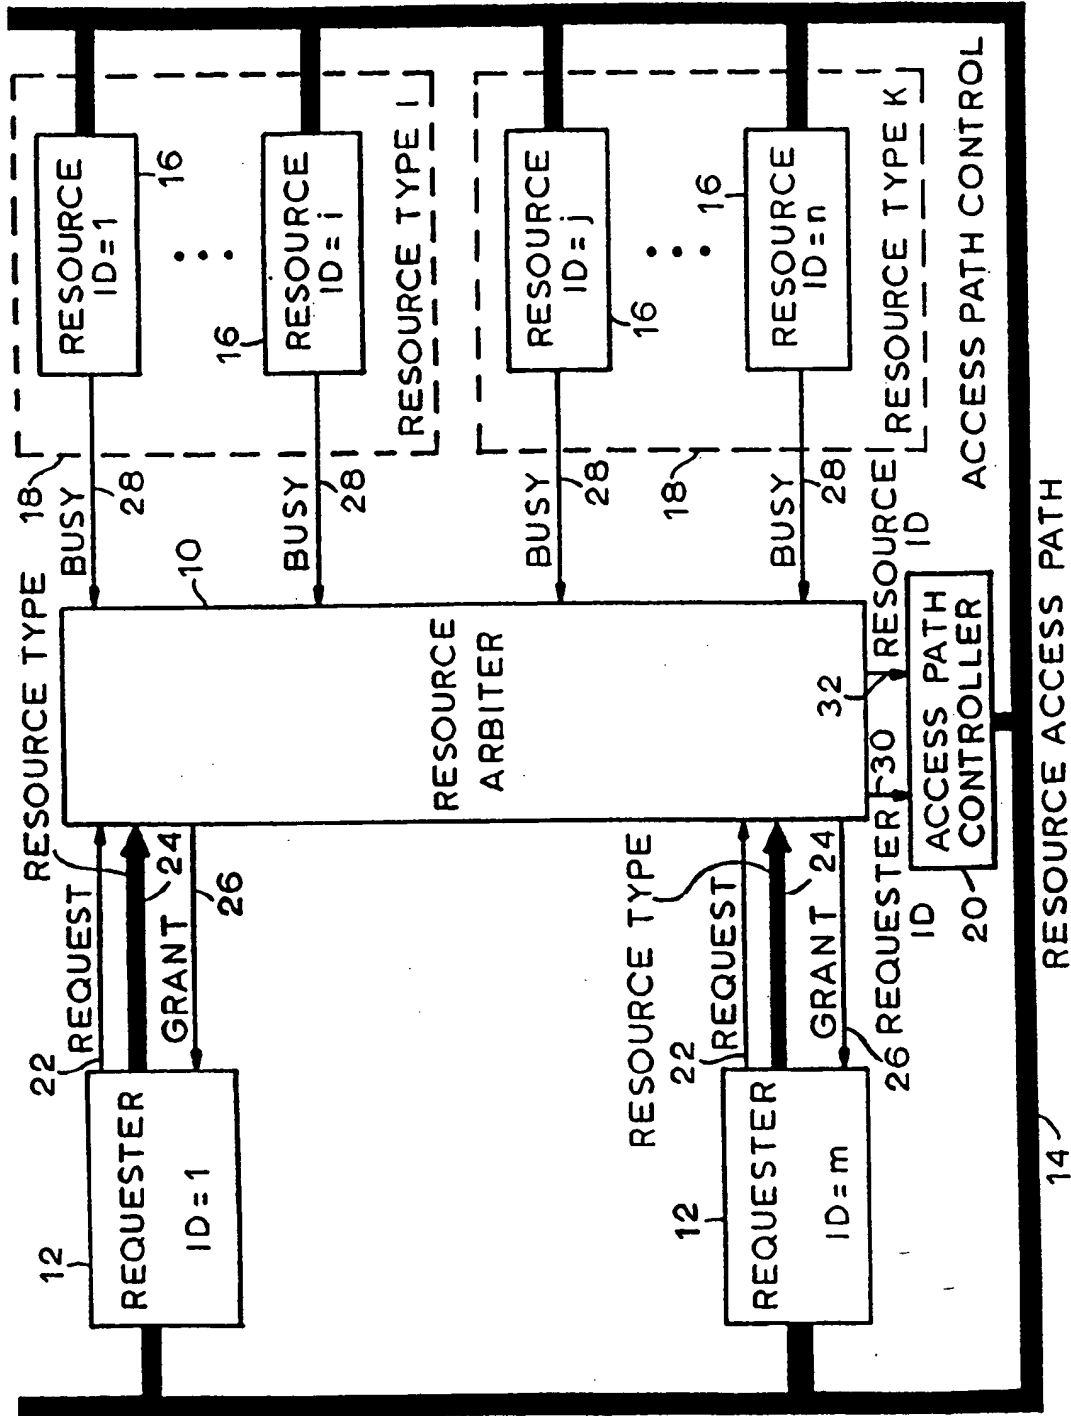 RESOURCE TYPE
12
REQUESTER
ID = 1
22
REQUEST
24
GRANT
26
10
RESOURCE
ARBITER
BUSY
28
18
RESOURCE
ID = 1
16
BUSY
28
16
RESOURCE
ID = i
RESOURCE TYPE 1
BUSY
28
RESOURCE
ID = j
16
18
BUSY
28
16
RESOURCE
ID = n
RESOURCE TYPE K
RESOURCE TYPE
12
REQUESTER
ID = m
22
REQUEST
24
GRANT
26
REQUESTER
ID
30
32
RESOURCE
ID
20
ACCESS PATH
CONTROLLER
ACCESS PATH CONTROL
14
RESOURCE ACCESS PATH